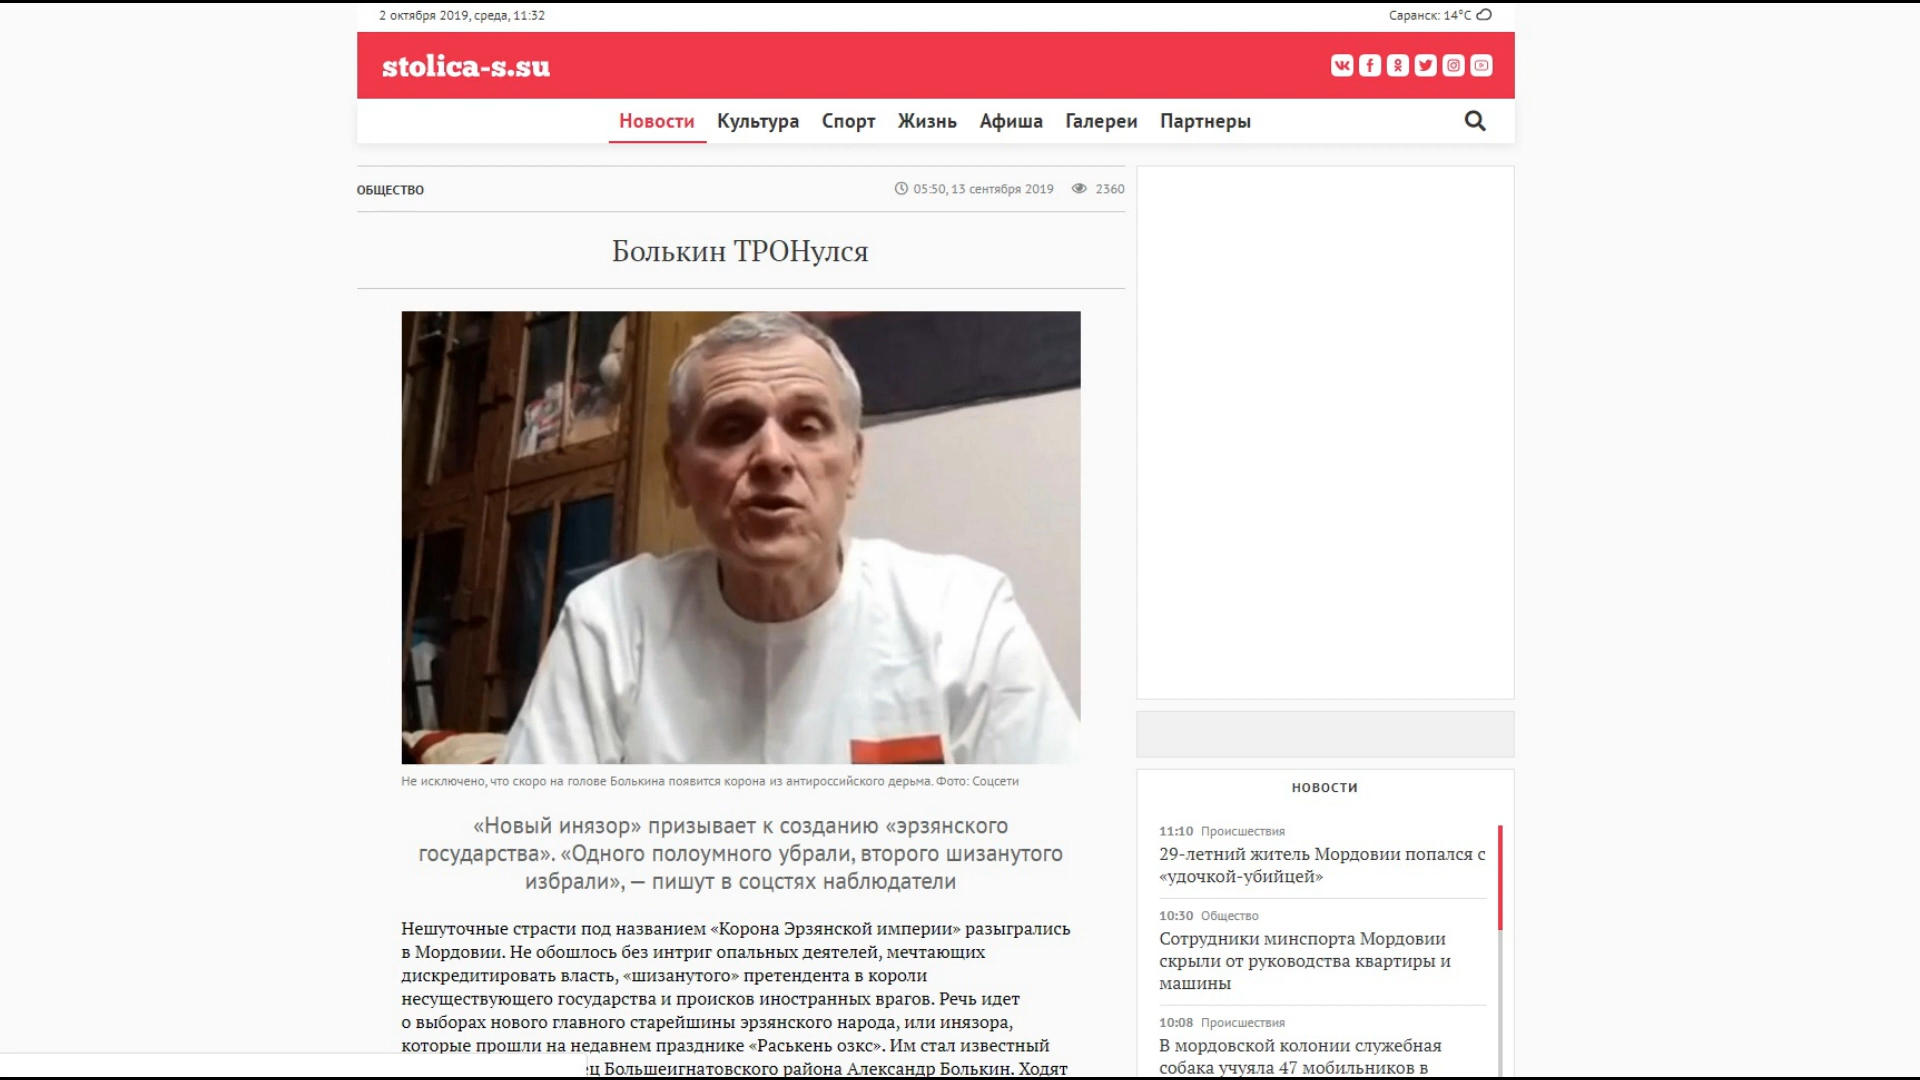 2 октября 2019, среда, 11:32
Саранск: 14°C
stolica-s.su
Новости Культура Спорт Жизнь Афиша Галереи Партнеры
ОБЩЕСТВО
05:50, 13 сентября 2019 2360
Болькин ТРОНулся
Не исключено, что скоро на голове Болькина появится корона из антироссийского дерьма. Фото: Соцсети
«Новый инязор» призывает к созданию «эрзянского
государства». «Одного полоумного убрали, второго шизанутого
избрали», — пишут в соцстях наблюдатели
Нешуточные страсти под названием «Корона Эрзянской империи» разыгрались
в Мордовии. Не обошлось без интриг опальных деятелей, мечтающих
дискредитировать власть, «шизанутого» претендента в короли
несуществующего государства и происков иностранных врагов. Речь идет
о выборах нового главного старейшины эрзянского народа, или инязора,
которые прошли на недавнем празднике «Раськень озкс». Им стал известный
ц Большеигнатовского района Александр Болькин. Ходят
НОВОСТИ
11:10 Происшествия
29-летний житель Мордовии попался с
«удочкой-убийцей»
10:30 Общество
Сотрудники минспорта Мордовии
скрыли от руководства квартиры и
машины
10:08 Происшествия
В мордовской колонии служебная
собака учуяла 47 мобильников в